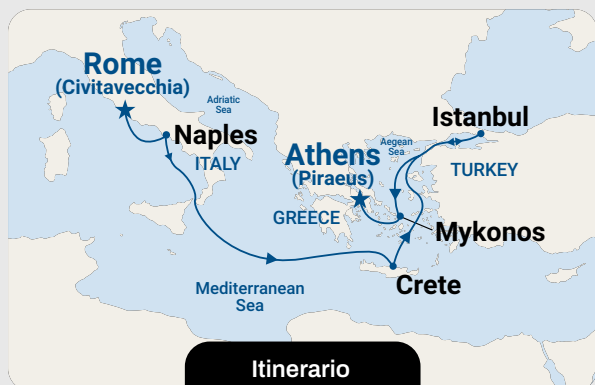 Rome
(Civitavecchia)
Adriatic
Sea
Naples
ITALY
Istanbul
Aegean
Sea
Athens
(Piraeus)
TURKEY
GREECE
Mykonos
Crete
Mediterranean
Sea
Itinerario